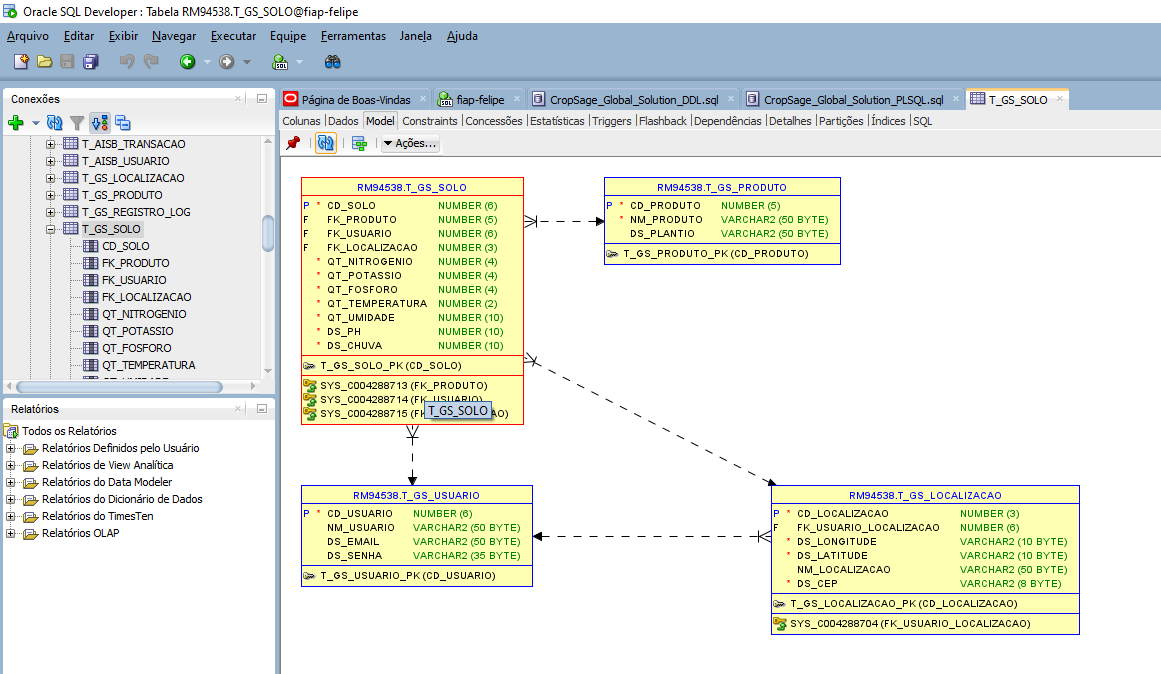 Oracle SQL Developer : Tabela RM94538.T_GS_SOLO@fiap-felipe
Arquivo Editar Exibir Navegar Executar Equipe Ferramentas Janela Ajuda
Conexões
T_AISB_TRANSACAO
T_AISB_USUARIO
T_GS_LOCALIZACAO
T_GS_PRODUTO
T_GS_REGISTRO_LOG
T_GS_SOLO
CD_SOLO
FK_PRODUTO
FK_USUARIO
FK_LOCALIZACAO
QT_NITROGENIO
QT_POTASSIO
QT_FOSFORO
QT_TEMPERATURA
Relatórios
Todos os Relatórios
Relatórios Definidos pelo Usuário
Relatórios de View Analítica
Relatórios do Data Modeler
Relatórios do Dicionário de Dados
Relatórios do TimesTen
Relatórios OLAP
Página de Boas-Vindas fiap-felipe CropSage_Global_Solution_DDL.sql CropSage_Global_Solution_PLSQL.sql T_GS_SOLO
Colunas Dados Model Constraints Concessões Estatísticas Triggers Flashback Dependências Detalhes Partições Índices SQL
Ações...
RM94538.T_GS_SOLO
P * CD_SOLO NUMBER (6)
F FK_PRODUTO NUMBER (5)
F FK_USUARIO NUMBER (6)
F FK_LOCALIZACAO NUMBER (3)
* QT_NITROGENIO NUMBER (4)
* QT_POTASSIO NUMBER (4)
* QT_FOSFORO NUMBER (4)
* QT_TEMPERATURA NUMBER (2)
* QT_UMIDADE NUMBER (10)
* DS_PH NUMBER (10)
* DS_CHUVA NUMBER (10)
T_GS_SOLO_PK (CD_SOLO)
SYS_C004288713 (FK_PRODUTO)
SYS_C004288714 (FK_USUARIO)
SYS_C004288715
T_GS_SOLO
RM94538.T_GS_PRODUTO
P * CD_PRODUTO NUMBER (5)
* NM_PRODUTO VARCHAR2 (50 BYTE)
DS_PLANTIO VARCHAR2 (50 BYTE)
T_GS_PRODUTO_PK (CD_PRODUTO)
RM94538.T_GS_USUARIO
P * CD_USUARIO NUMBER (6)
NM_USUARIO VARCHAR2 (50 BYTE)
DS_EMAIL VARCHAR2 (50 BYTE)
DS_SENHA VARCHAR2 (35 BYTE)
T_GS_USUARIO_PK (CD_USUARIO)
RM94538.T_GS_LOCALIZACAO
P * CD_LOCALIZACAO NUMBER (3)
F FK_USUARIO_LOCALIZACAO NUMBER (6)
* DS_LONGITUDE VARCHAR2 (10 BYTE)
* DS_LATITUDE VARCHAR2 (10 BYTE)
NM_LOCALIZACAO VARCHAR2 (50 BYTE)
* DS_CEP VARCHAR2 (8 BYTE)
T_GS_LOCALIZACAO_PK (CD_LOCALIZACAO)
SYS_C004288704 (FK_USUARIO_LOCALIZACAO)